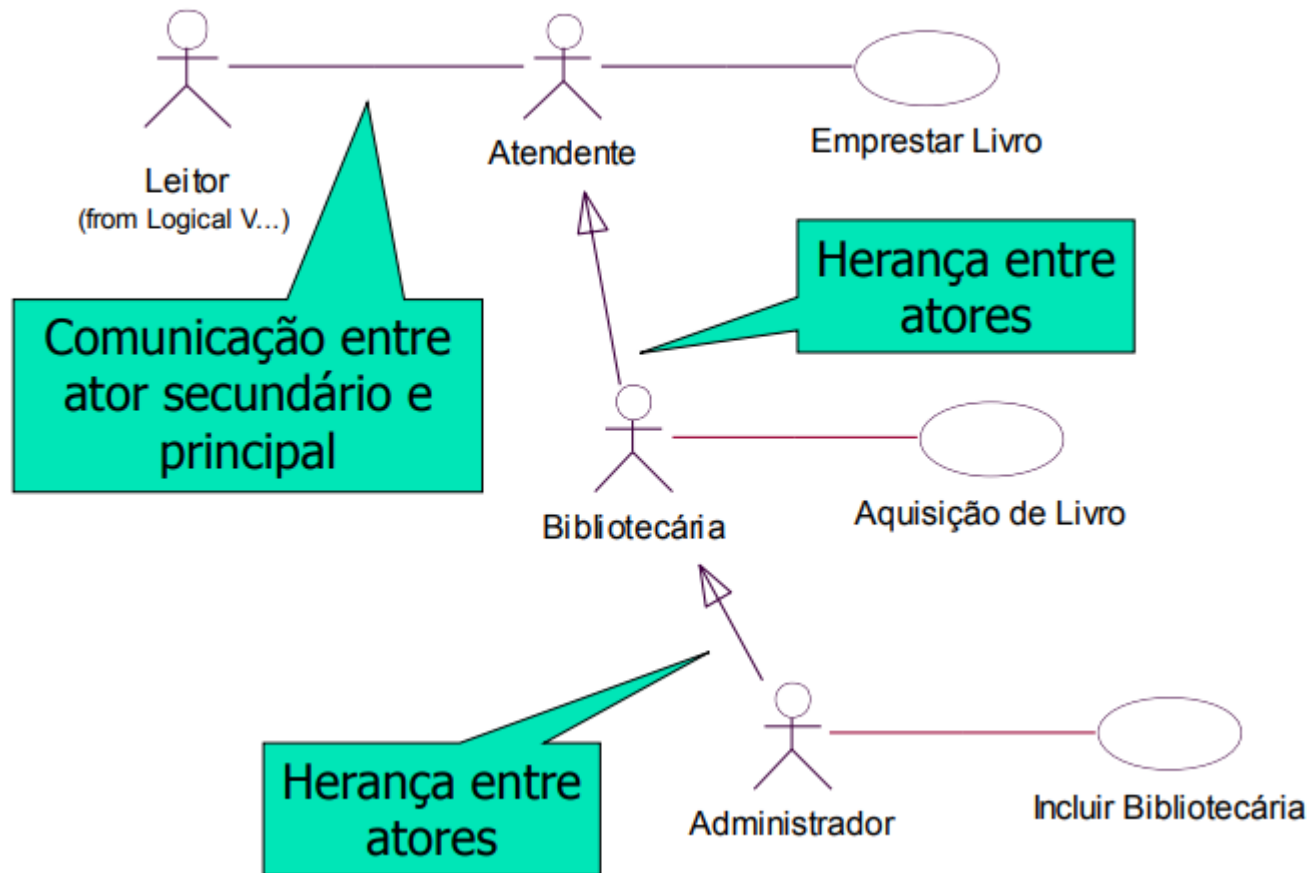 Leitor
(from Logical V...)
Atendente
Emprestar Livro
Comunicação entre
ator secundário e
principal
Herança entre
atores
Bibliotecária
Aquisição de Livro
Herança entre
atores
Administrador
Incluir Bibliotecária